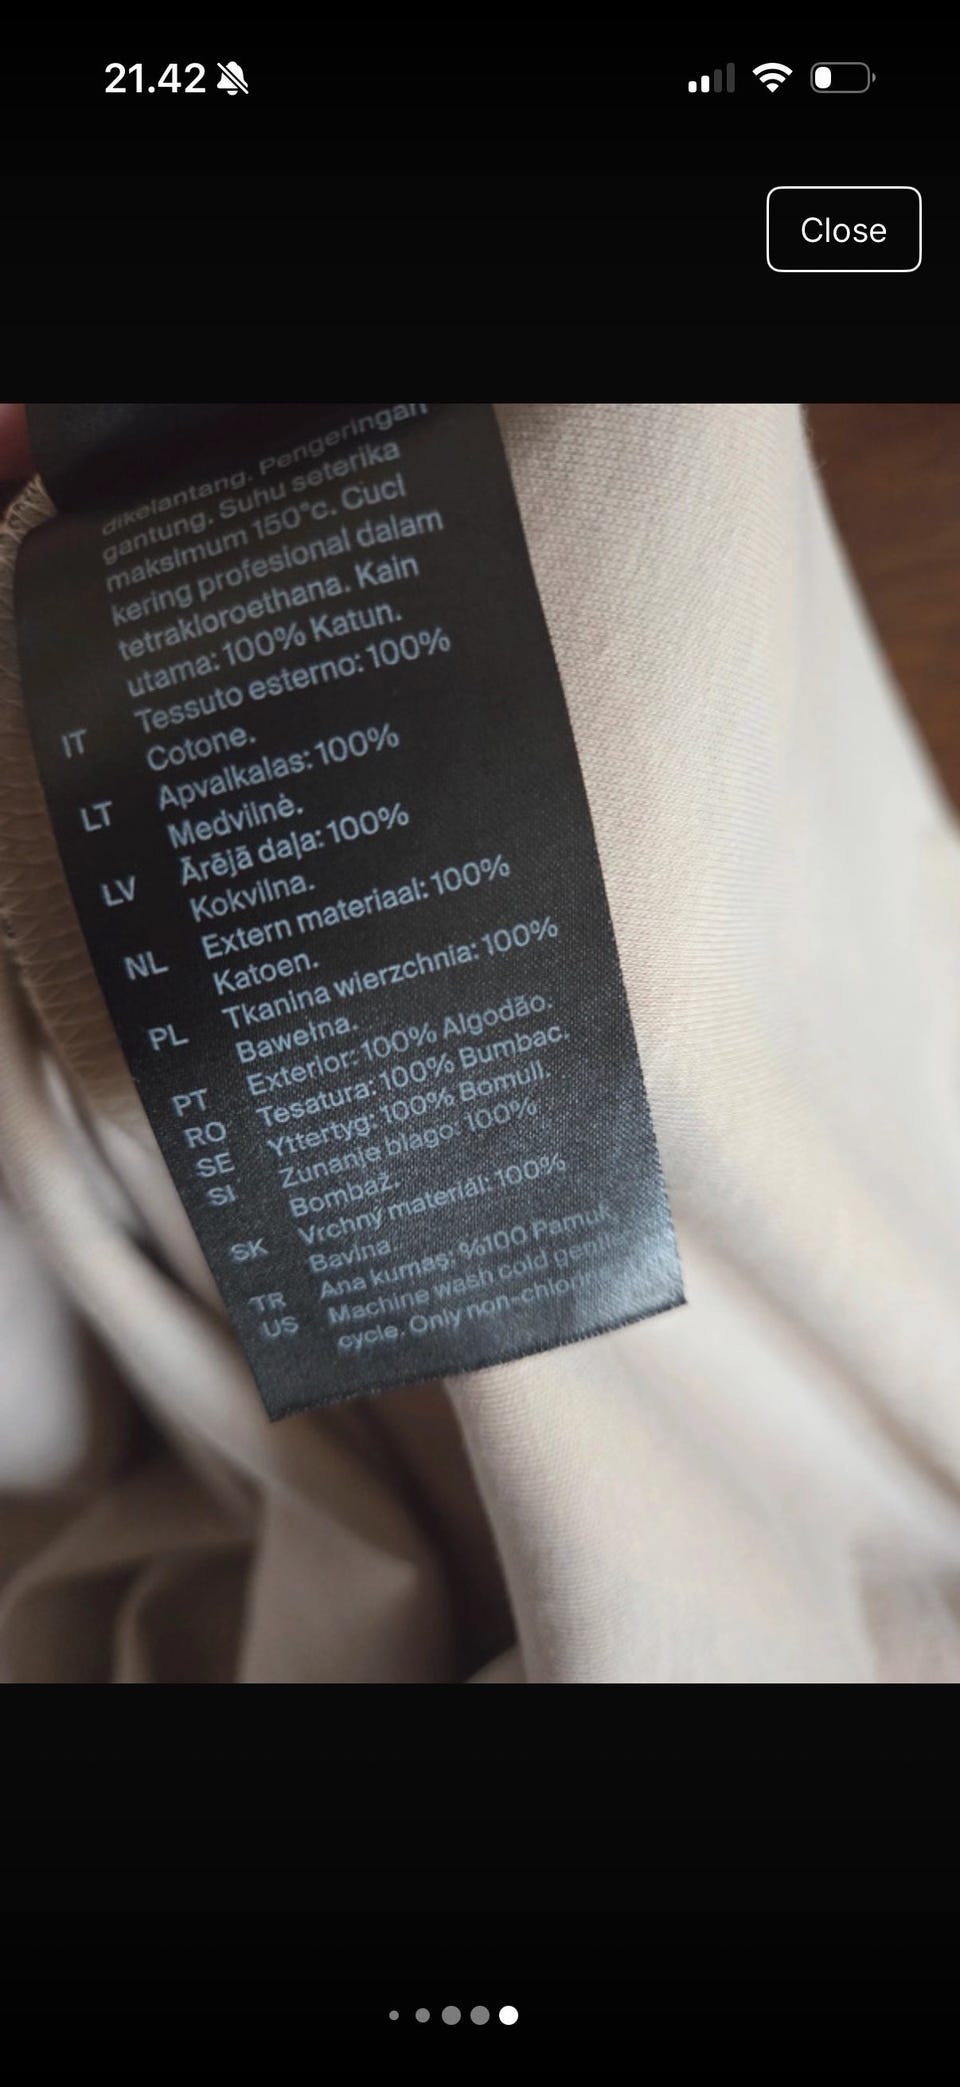 21.42
Close
dikelantang. Pengeringan
gantung. Suhu seterika
maksimum 150°c. Cuci
kering profesional dalam
tetrakloroethana. Kain
utama: 100% Katun.
IT Tessuto esterno: 100%
Cotone.
LT Apvalkalas: 100%
Medvilnė.
LV Ārējā daļa: 100%
Kokvilna.
NL Extern materiaal: 100%
Katoen.
PL Tkanina wierzchnia: 100%
Bawełna.
PT Exterior: 100% Algodão.
RO Tesatura: 100% Bumbac.
SE Yttertyg: 100% Bomull.
SI Zunanje blago: 100%
Bombaž.
SK Vrchný materiál: 100%
Bavlna.
TR Ana kumaş: %100 Pamuk
US Machine wash cold gentle
cycle. Only non-chlorine